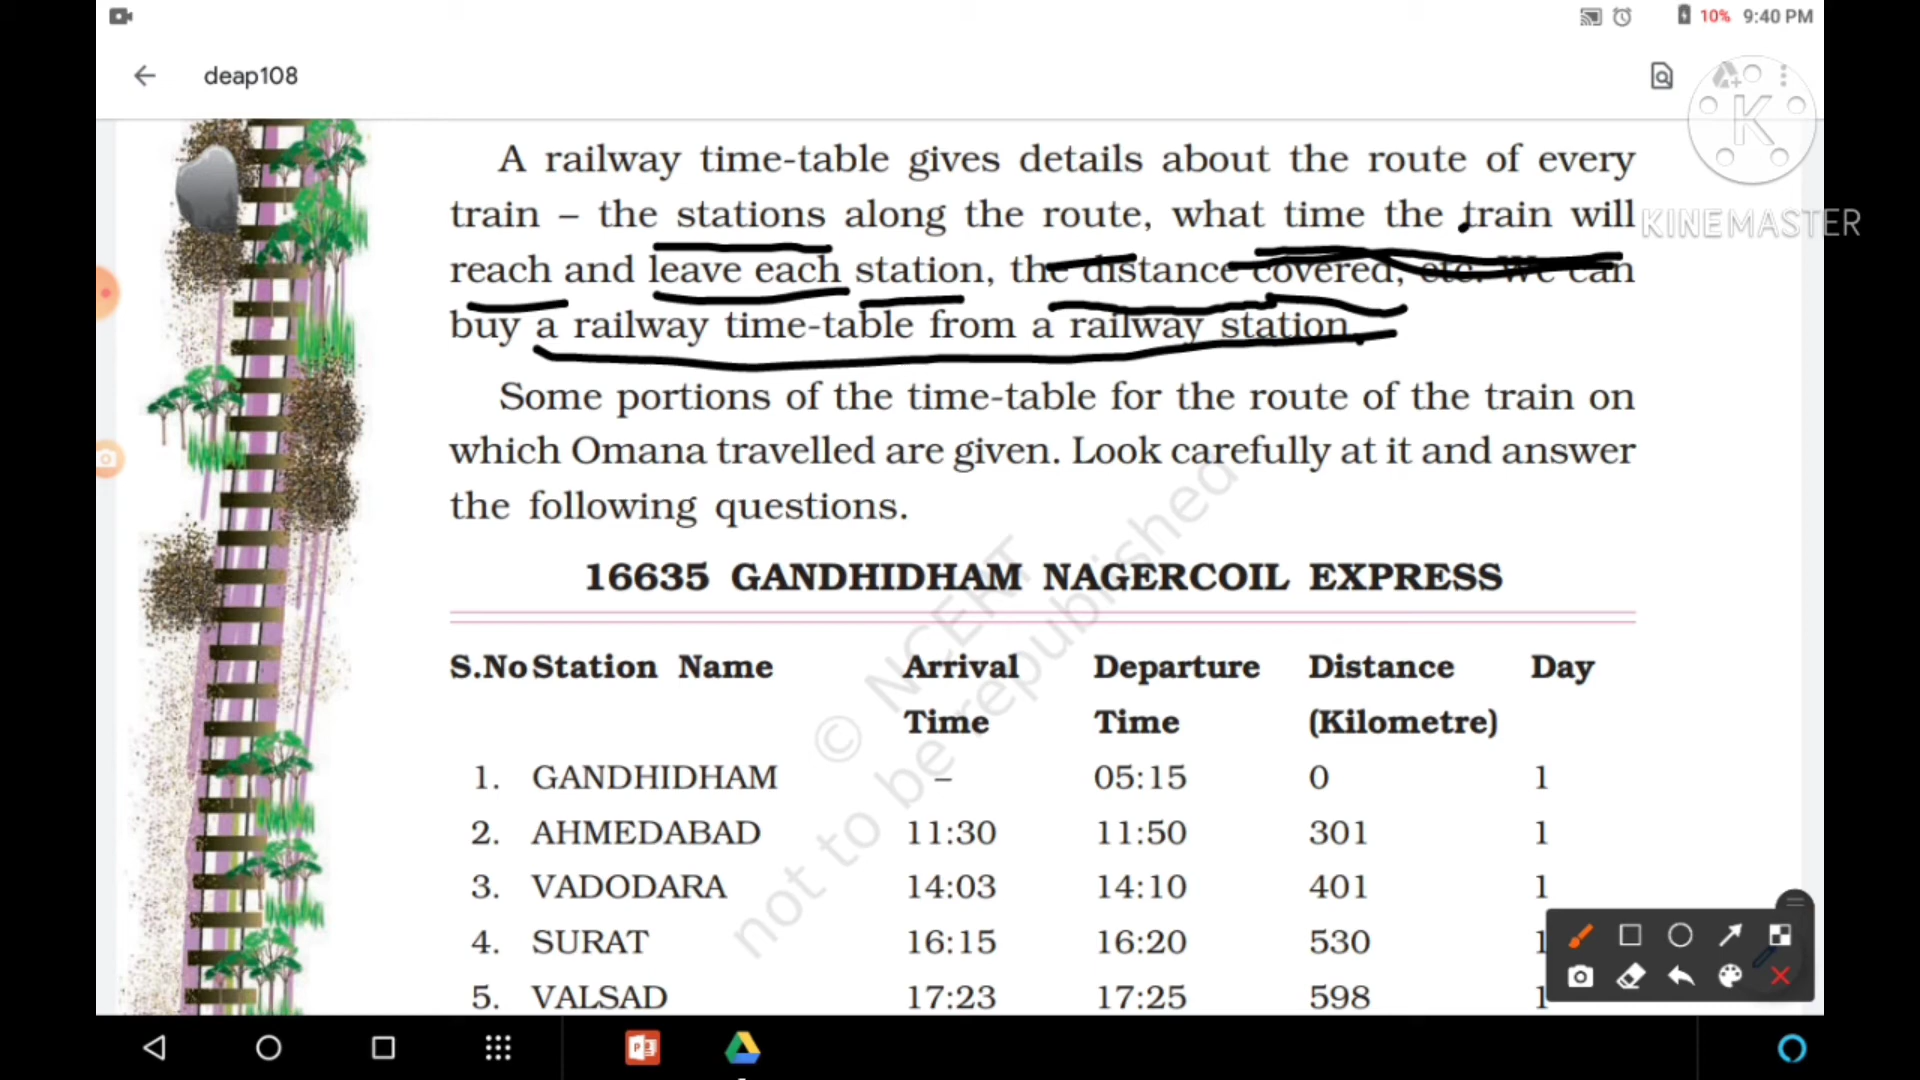 10% 9:40 PM
deap108
K
KINEMASTER
A railway time-table gives details about the route of every
train – the stations along the route, what time the train will
reach and leave each station, the distance covered, etc. We can
buy a railway time-table from a railway station.
Some portions of the time-table for the route of the train on
which Omana travelled are given. Look carefully at it and answer
the following questions.
16635 GANDHIDHAM NAGERCOIL EXPRESS
S.No Station Name Arrival Departure Distance Day
Time Time (Kilometre)
1. GANDHIDHAM – 05:15 0 1
2. AHMEDABAD 11:30 11:50 301 1
3. VADODARA 14:03 14:10 401 1
4. SURAT 16:15 16:20 530 1
5. VALSAD 17:23 17:25 598 1
© NCERT
not to be republished